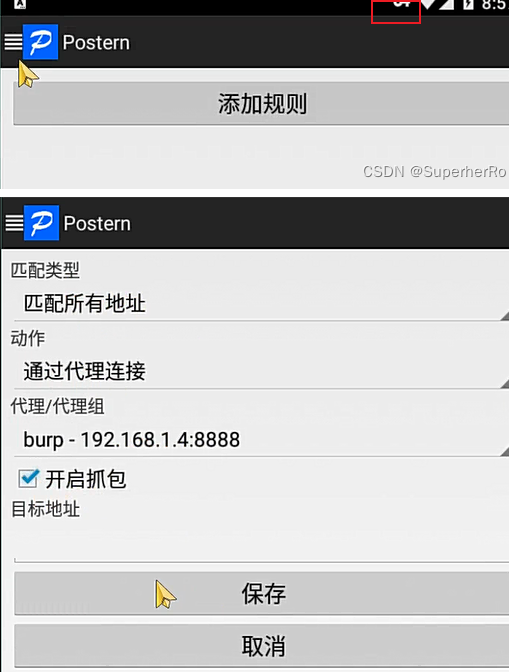 8:5
Postern
添加规则
CSDN @SuperherRo
Postern
匹配类型
匹配所有地址
动作
通过代理连接
代理/代理组
burp - 192.168.1.4:8888
开启抓包
目标地址
保存
取消